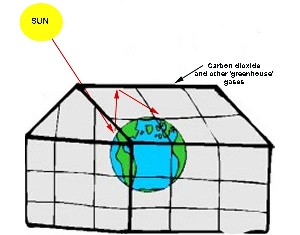 SUN
Carbon dioxide
and other 'greenhouse'
gases